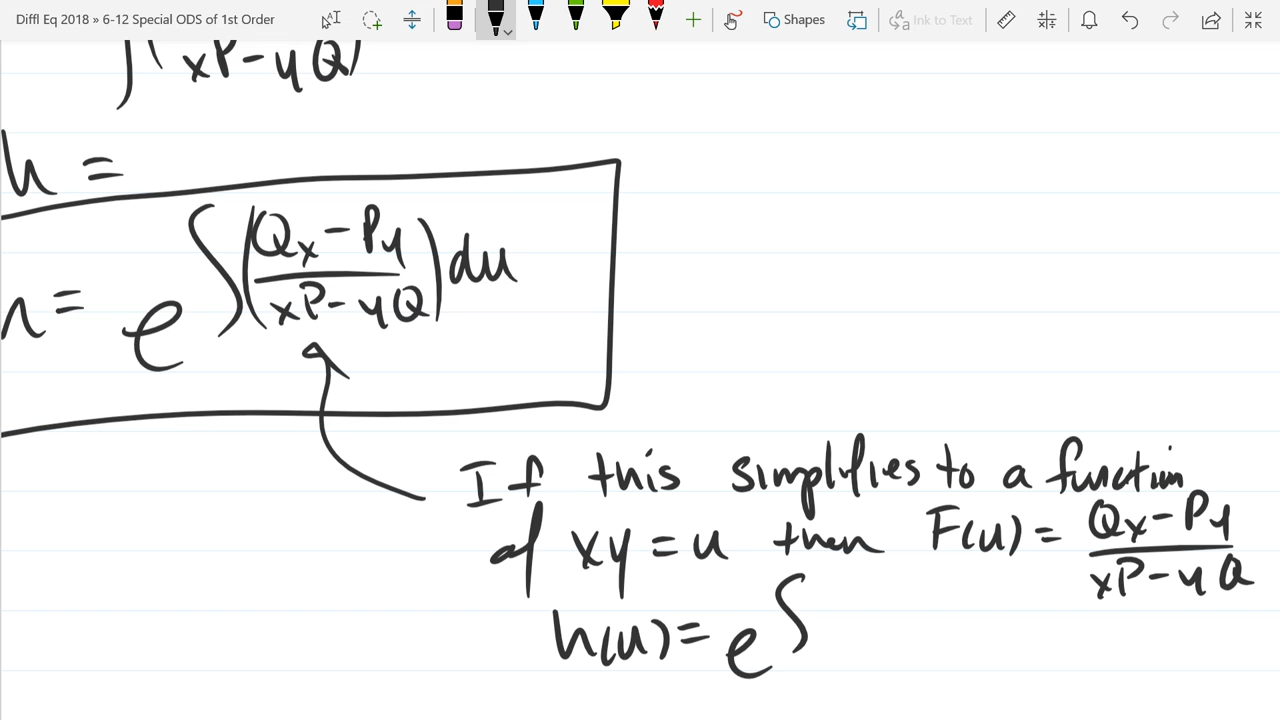 Diffl Eq 2018 » 6-12 Special ODS of 1st Order
Shapes
Ink to Text
∫( xP-yQ)
h =
h = e^∫((Qx-Py)/(xP-yQ))du
If this simplifies to a function
of xy=u then F(u) = (Qx-Py)/(xP-yQ)
h(u) = e^∫